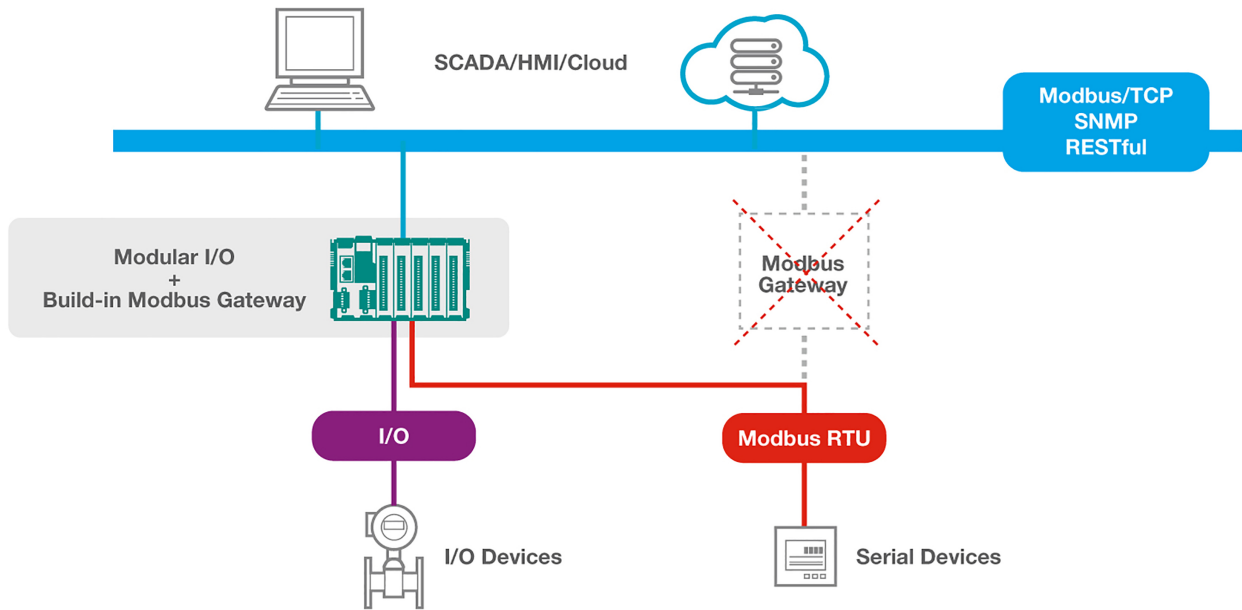 SCADA/HMI/Cloud
Modbus/TCP
SNMP
RESTful
Modular I/O
+
Build-in Modbus Gateway
Modbus
Gateway
I/O
Modbus RTU
I/O Devices
Serial Devices